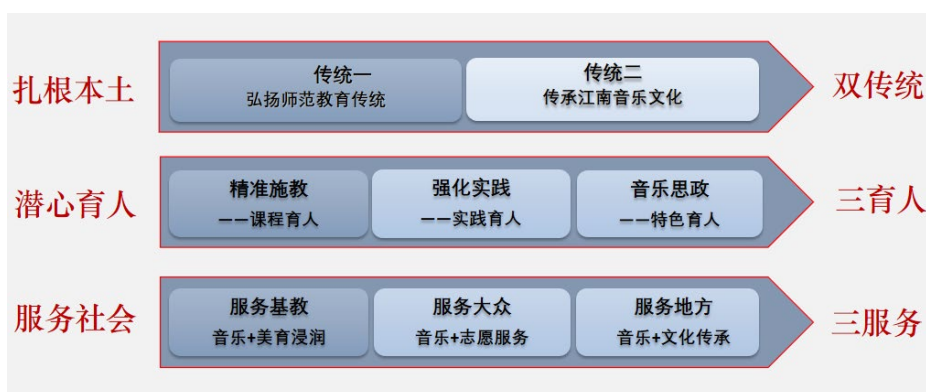 扎根本土
传统一
弘扬师范教育传统
传统二
传承江南音乐文化
双传统
潜心育人
精准施教
——课程育人
强化实践
——实践育人
音乐思政
——特色育人
三育人
服务社会
服务基教
音乐+美育浸润
服务大众
音乐+志愿服务
服务地方
音乐+文化传承
三服务